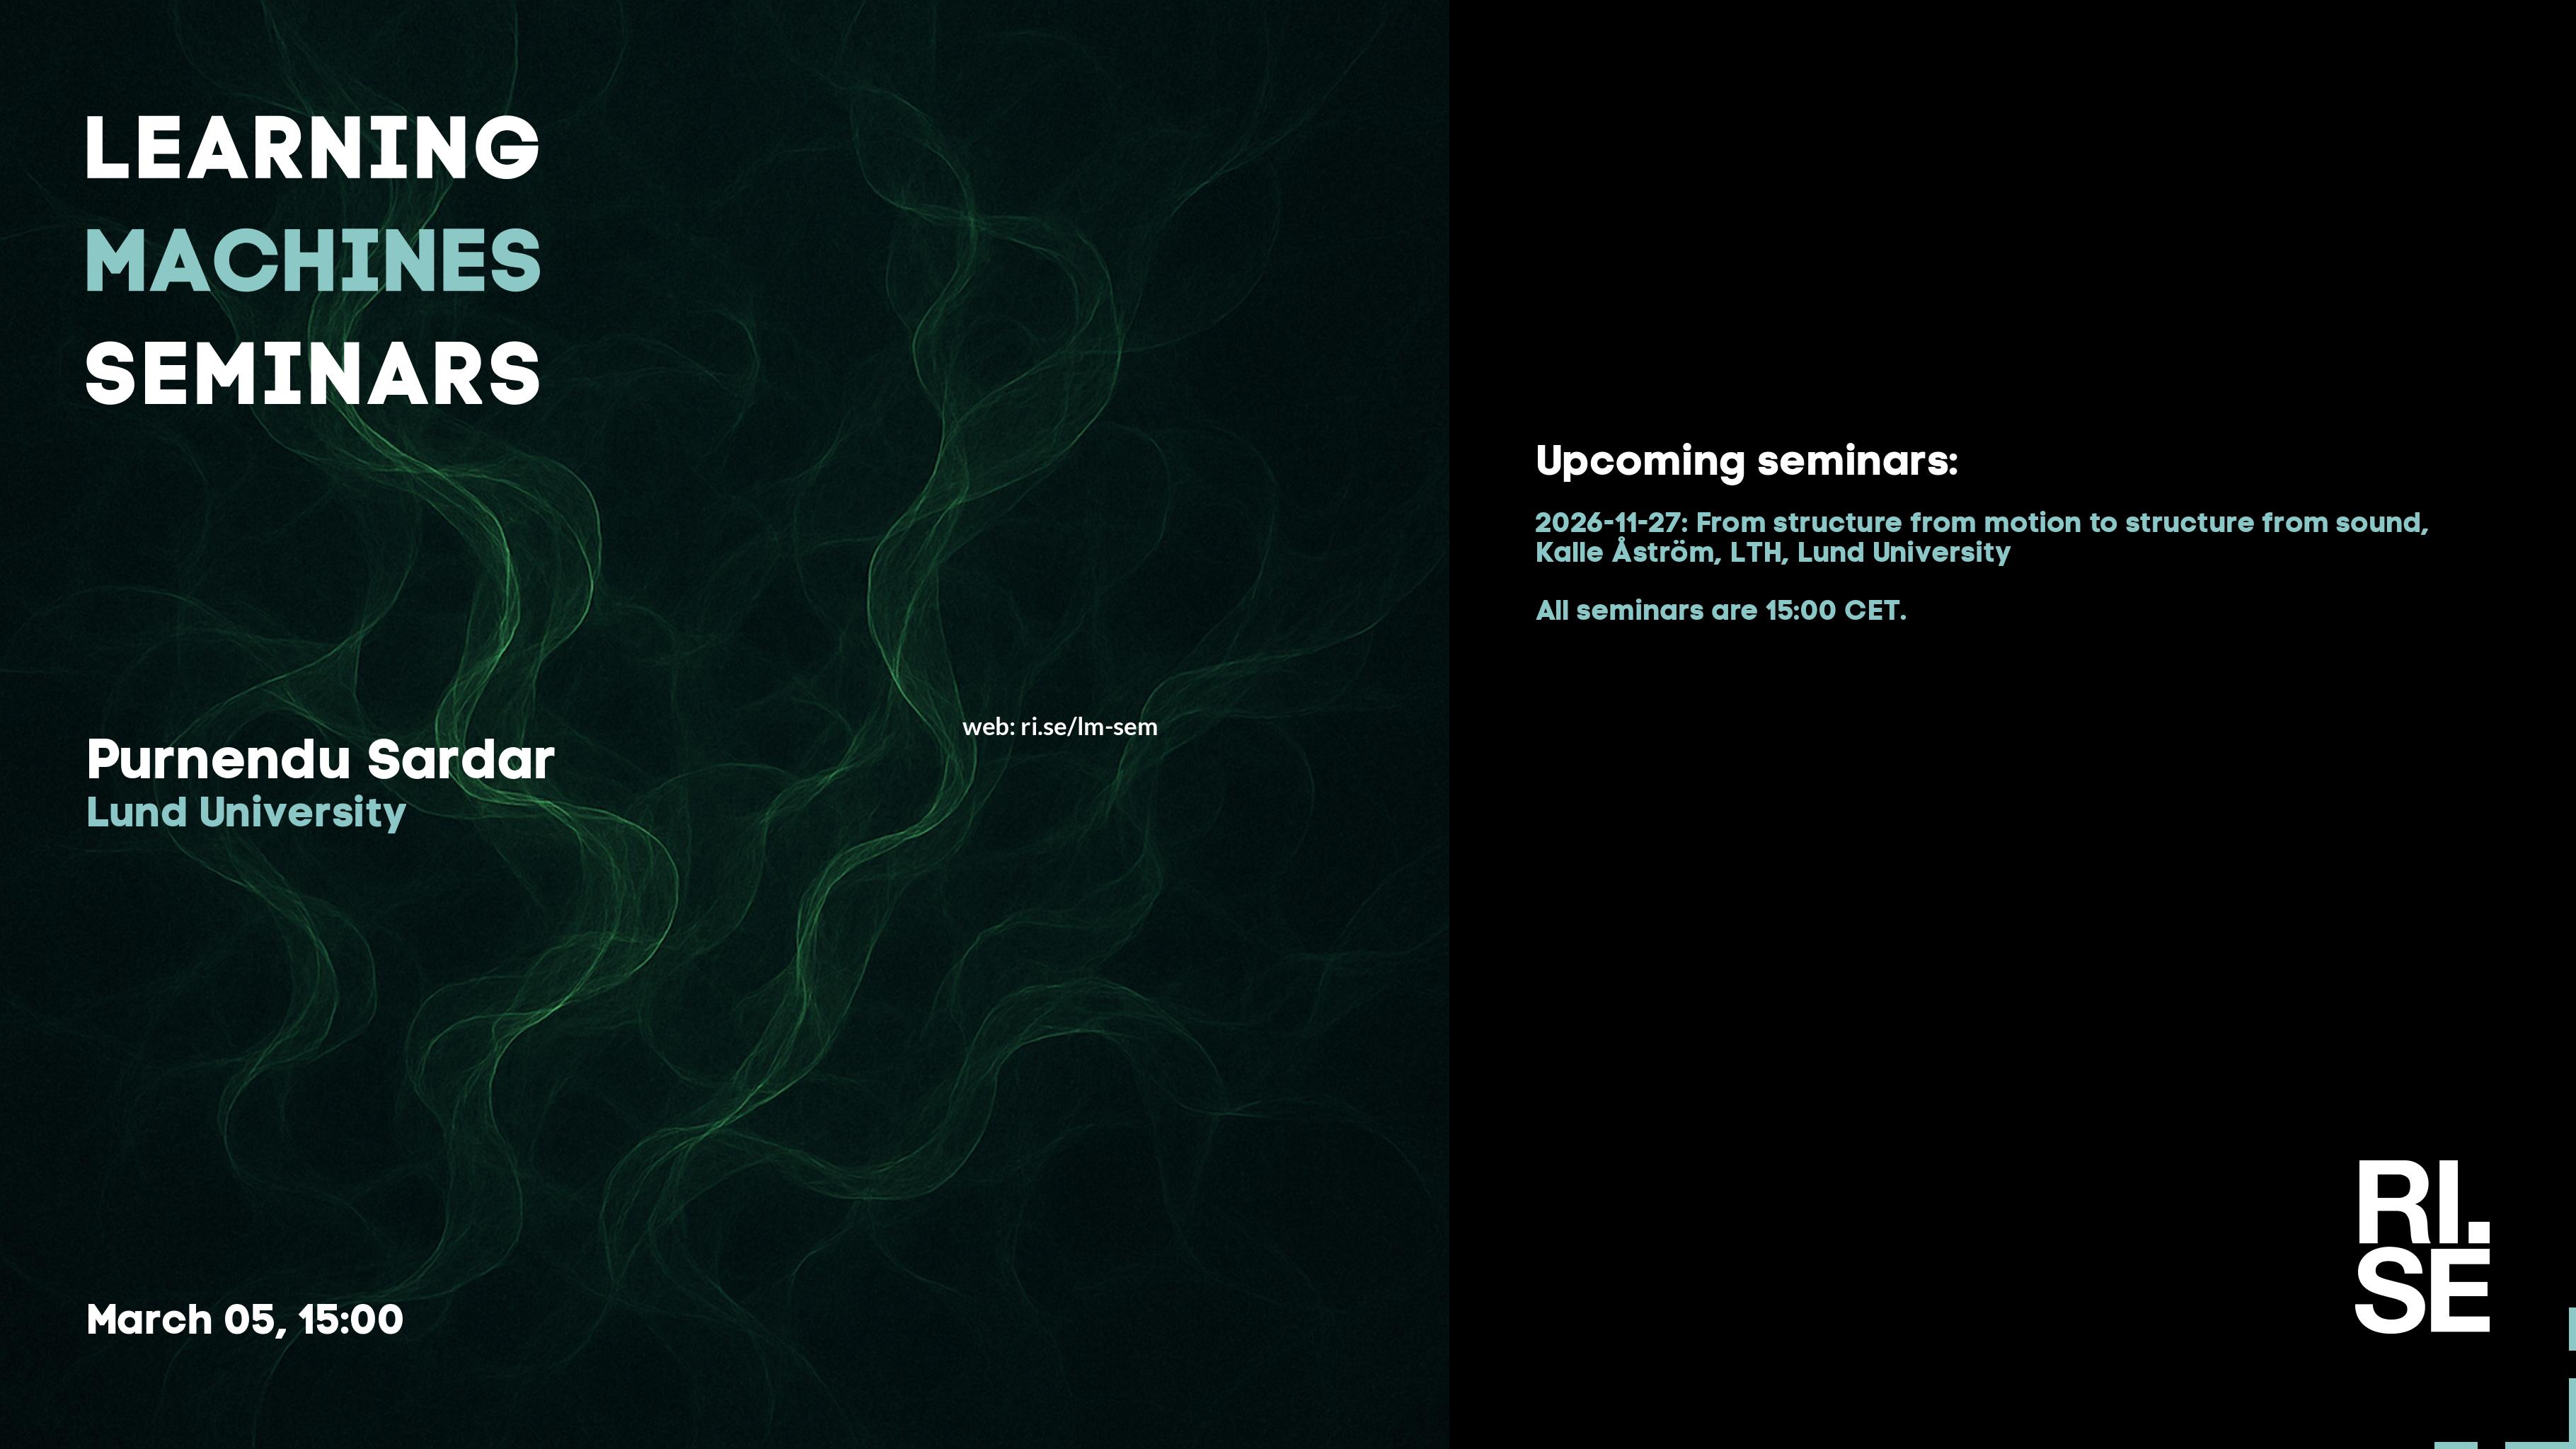 LEARNING
MACHINES
SEMINARS
Purnendu Sardar
Lund University
March 05, 15:00
web: ri.se/lm-sem
Upcoming seminars:
2026-11-27: From structure from motion to structure from sound,
Kalle Åström, LTH, Lund University
All seminars are 15:00 CET.
RI.
SE